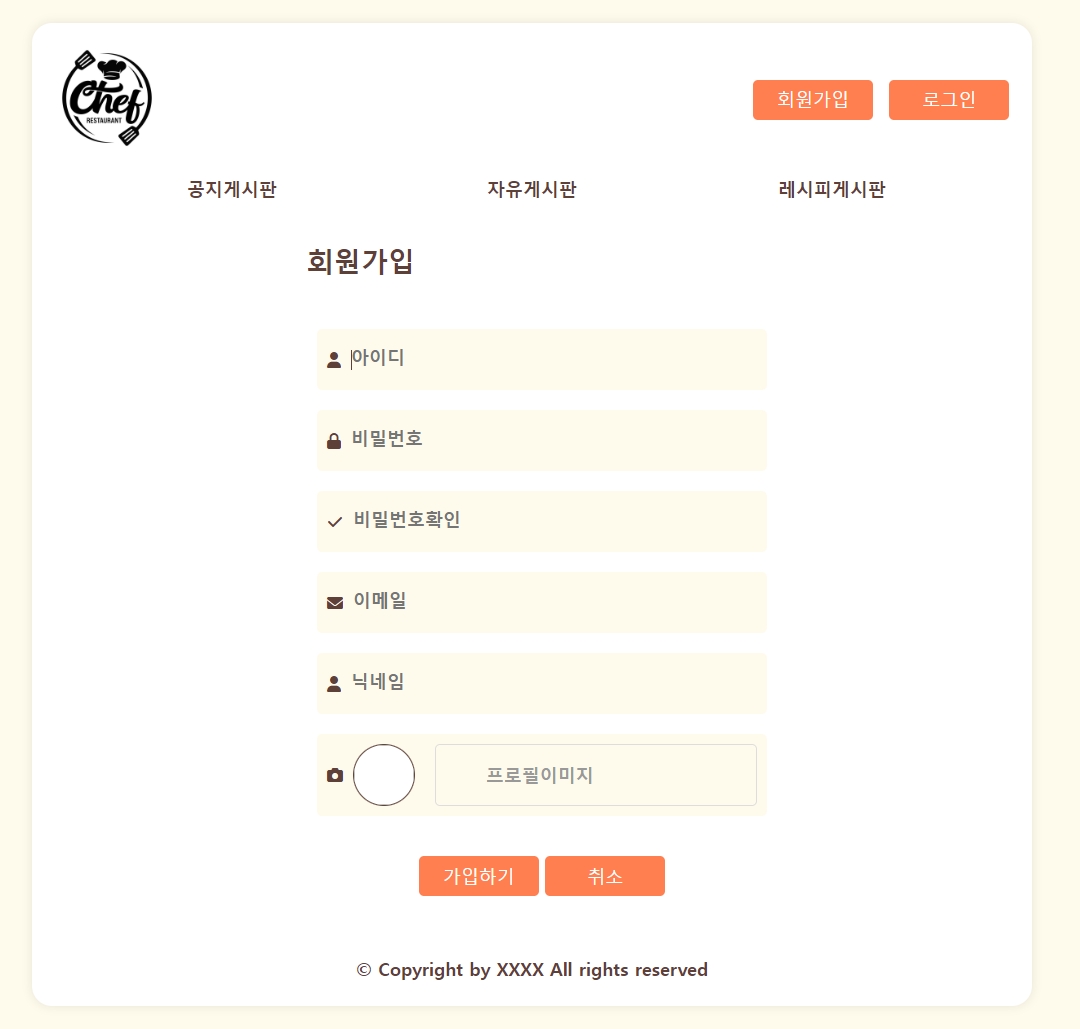 Chef
RESTAURANT
회원가입 로그인
공지게시판 자유게시판 레시피게시판
회원가입
아이디
비밀번호
비밀번호확인
이메일
닉네임
프로필이미지
가입하기 취소
© Copyright by XXXX All rights reserved